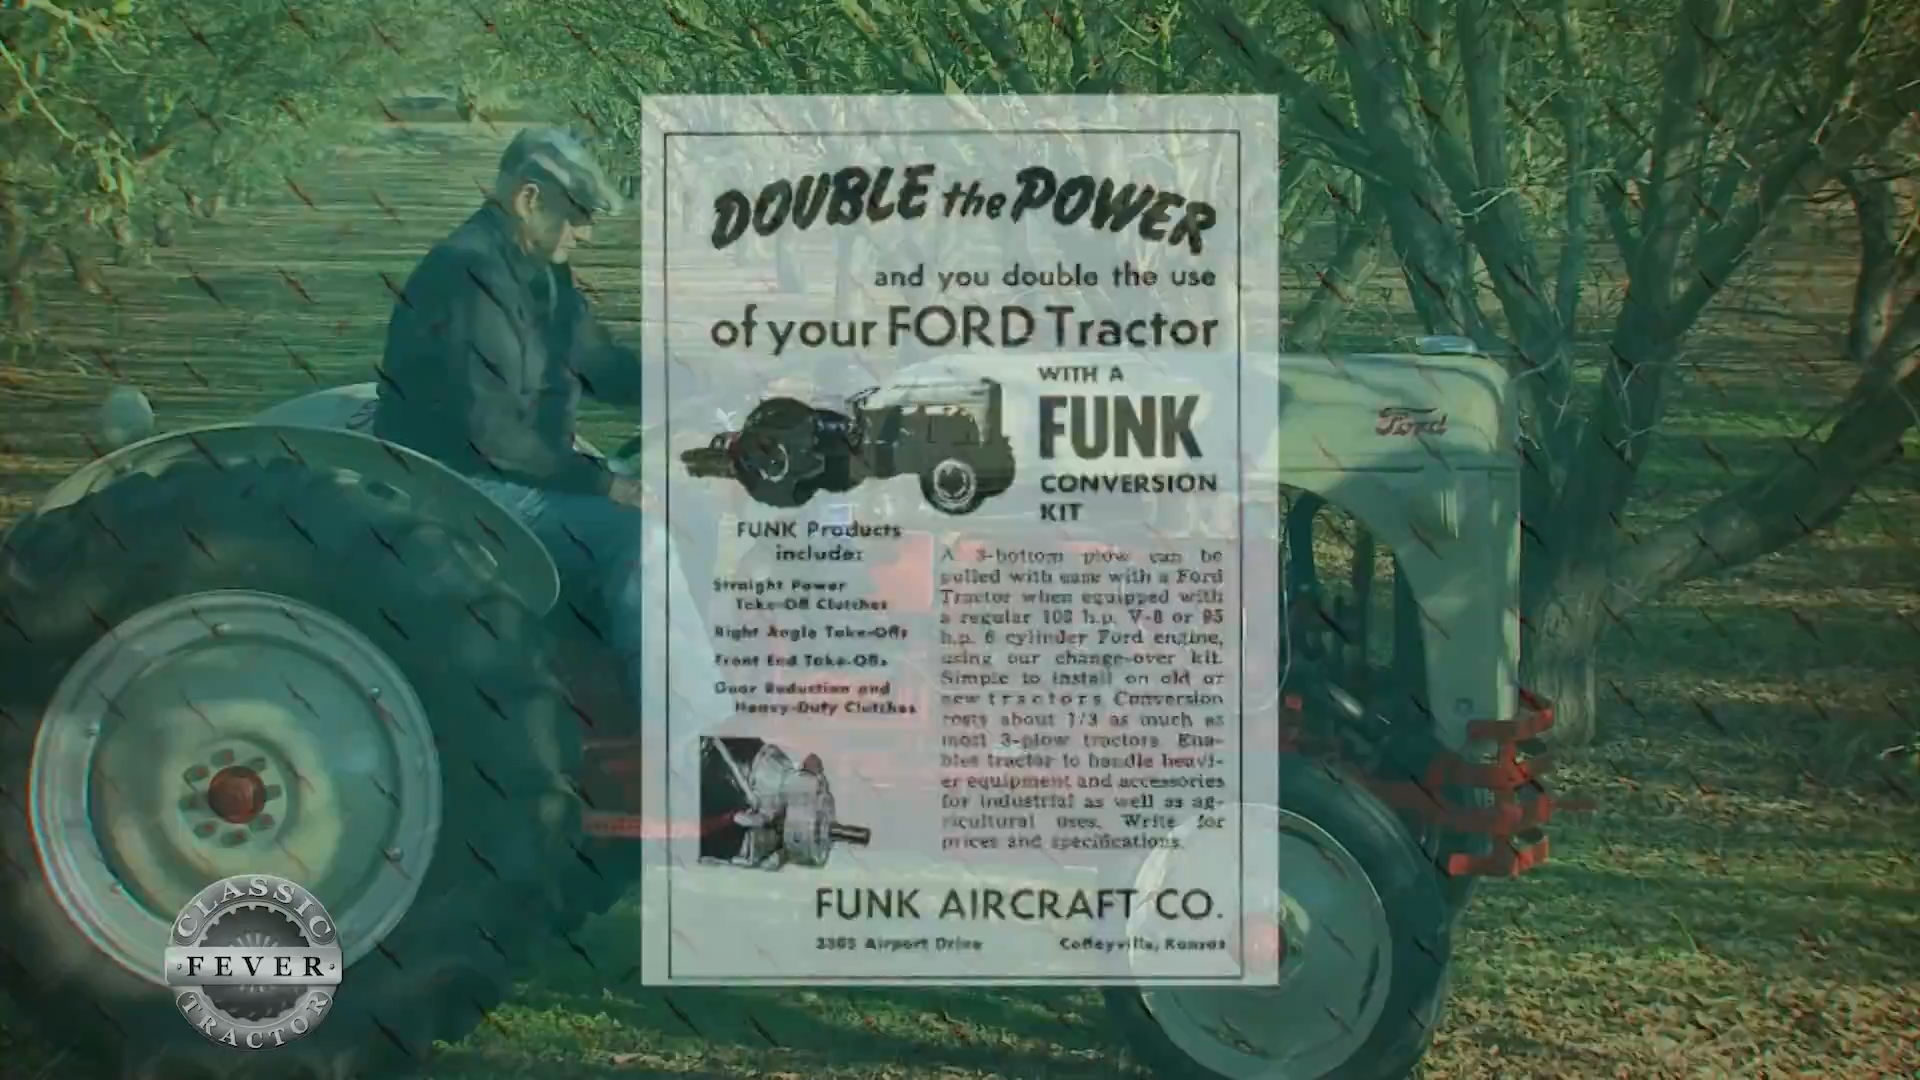 DOUBLE the POWER
and you double the use
of your FORD Tractor
WITH A
FUNK
CONVERSION
KIT
FUNK Products
include:
Straight Power
Take-Off Clutches
Right Angle Take-Offs
Front End Take-Offs
Gear Reduction and
Heavy-Duty Clutches
A 3-bottom plow can be
pulled with ease with a Ford
Tractor when equipped with
a regular 100 h.p. V-8 or 95
h.p. 6 cylinder Ford engine,
using our change-over kit.
Simple to install on old or
new tractors Conversion
costs about 1/3 as much as
most 3-plow tractors. Ena-
bles tractor to handle heavi-
er equipment and accessories
for industrial as well as ag-
ricultural uses. Write for
prices and specifications.
FUNK AIRCRAFT CO.
Airport Drive Coffeyville, Kansas
Ford
CLASSIC
FEVER
TRACTOR